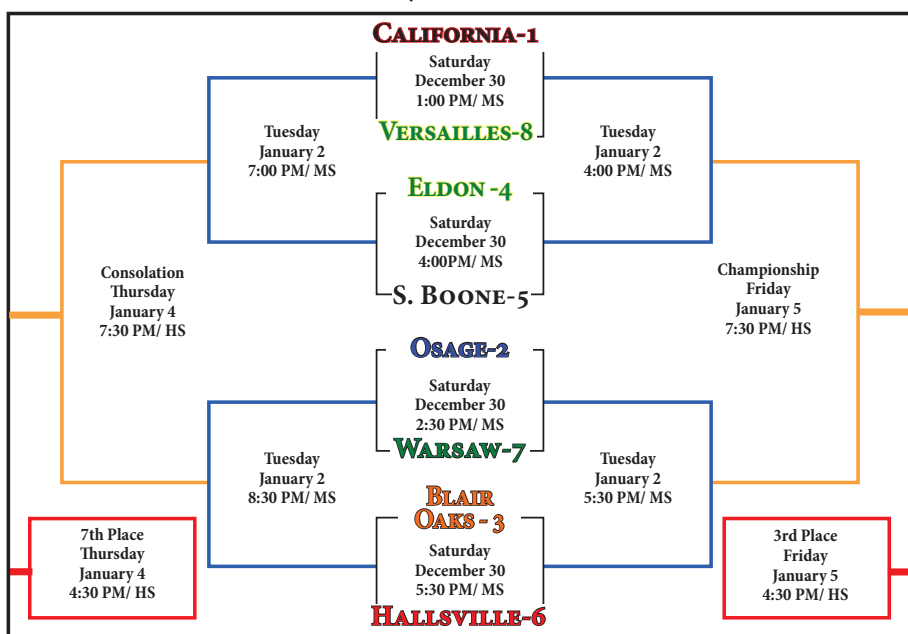 CALIFORNIA-1
Saturday
December 30
1:00 PM/ MS
VERSAILLES-8
Tuesday
January 2
7:00 PM/ MS
Tuesday
January 2
4:00 PM/ MS
ELDON -4
Saturday
December 30
4:00PM/ MS
S. BOONE-5
Consolation
Thursday
January 4
7:30 PM/ HS
Championship
Friday
January 5
7:30 PM/ HS
OSAGE-2
Saturday
December 30
2:30 PM/ MS
WARSAW-7
Tuesday
January 2
8:30 PM/ MS
Tuesday
January 2
5:30 PM/ MS
BLAIR
OAKS - 3
Saturday
December 30
5:30 PM/ MS
HALLSVILLE-6
7th Place
Thursday
January 4
4:30 PM/ HS
3rd Place
Friday
January 5
4:30 PM/ HS